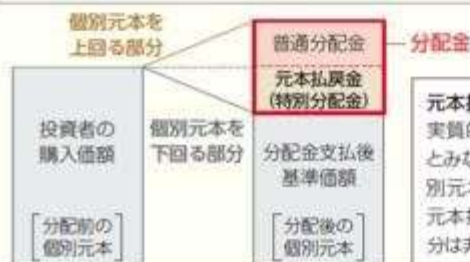 個別元本を
上回る部分
普通分配金
分配金
元本払戻金
(特別分配金)
投資者の
購入価額
個別元本を
下回る部分
分配金支払後
基準価額
分配前の
個別元本
分配後の
個別元本
元本払
実質的
とみな
別元本
元本払
分は非